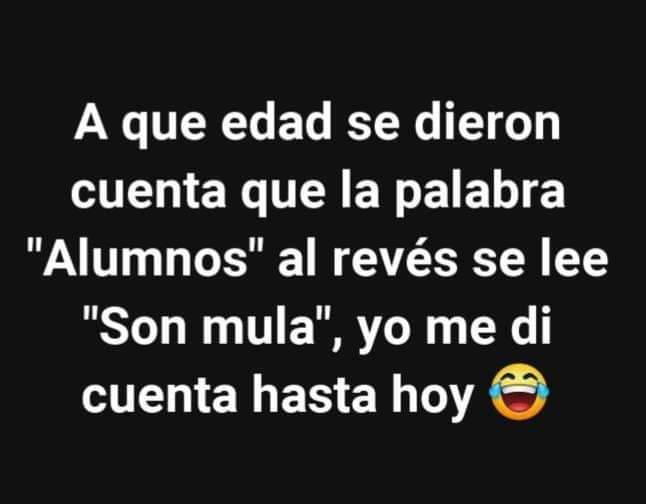 A que edad se dieron
cuenta que la palabra
"Alumnos" al revés se lee
"Son mula", yo me di
cuenta hasta hoy 😂